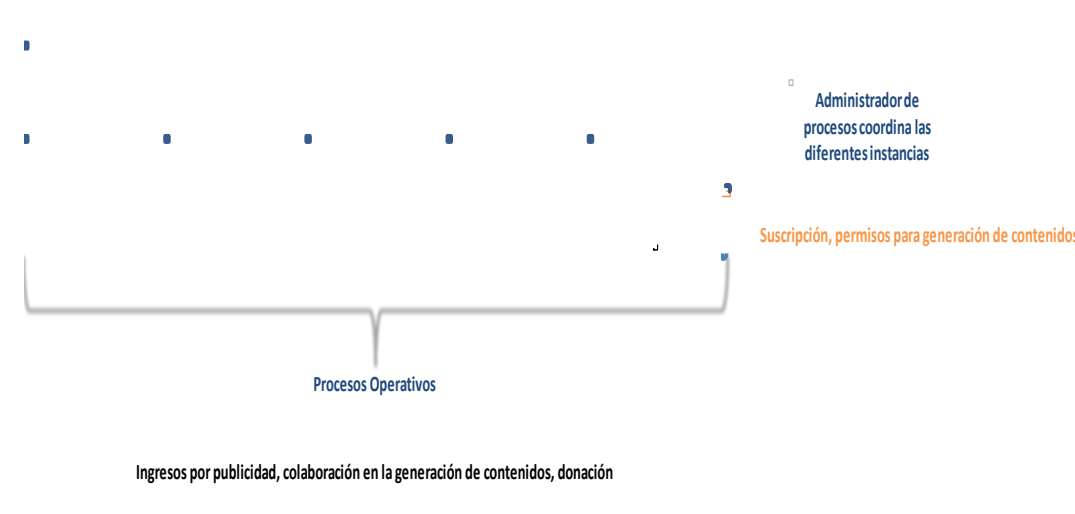 Administrador de
procesos coordina las
diferentes instancias
Suscripción, permisos para generación de contenidos
Procesos Operativos
Ingresos por publicidad, colaboración en la generación de contenidos, donación